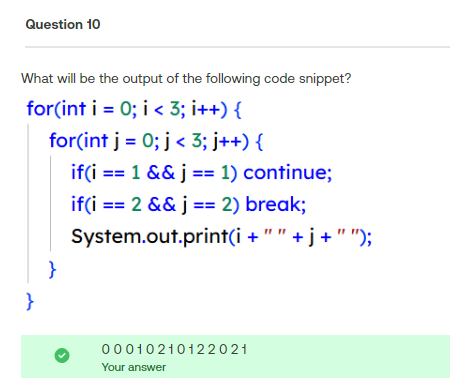 Question 10
What will be the output of the following code snippet?
for(int i = 0; i < 3; i++) {
for(int j = 0; j < 3; j++) {
if(i == 1 && j == 1) continue;
if(i == 2 && j == 2) break;
System.out.print(i + " " + j + " ");
}
}
0 0 0 1 0 2 1 0 1 2 2 0 2 1
Your answer